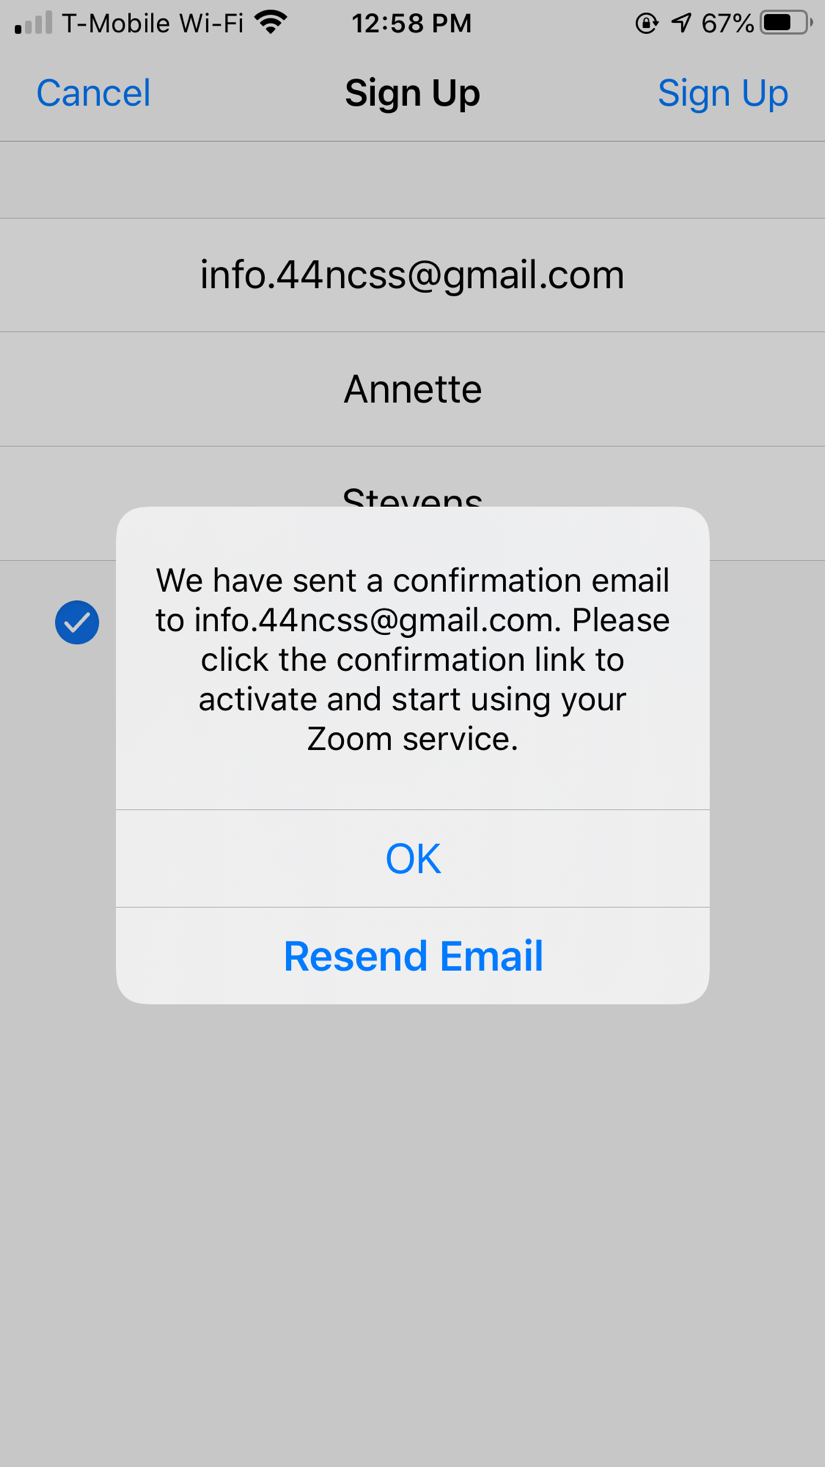 T-Mobile Wi-Fi 12:58 PM 67%
Cancel Sign Up Sign Up
info.44ncss@gmail.com
Annette
Stevens
We have sent a confirmation email
to info.44ncss@gmail.com. Please
click the confirmation link to
activate and start using your
Zoom service.
OK
Resend Email